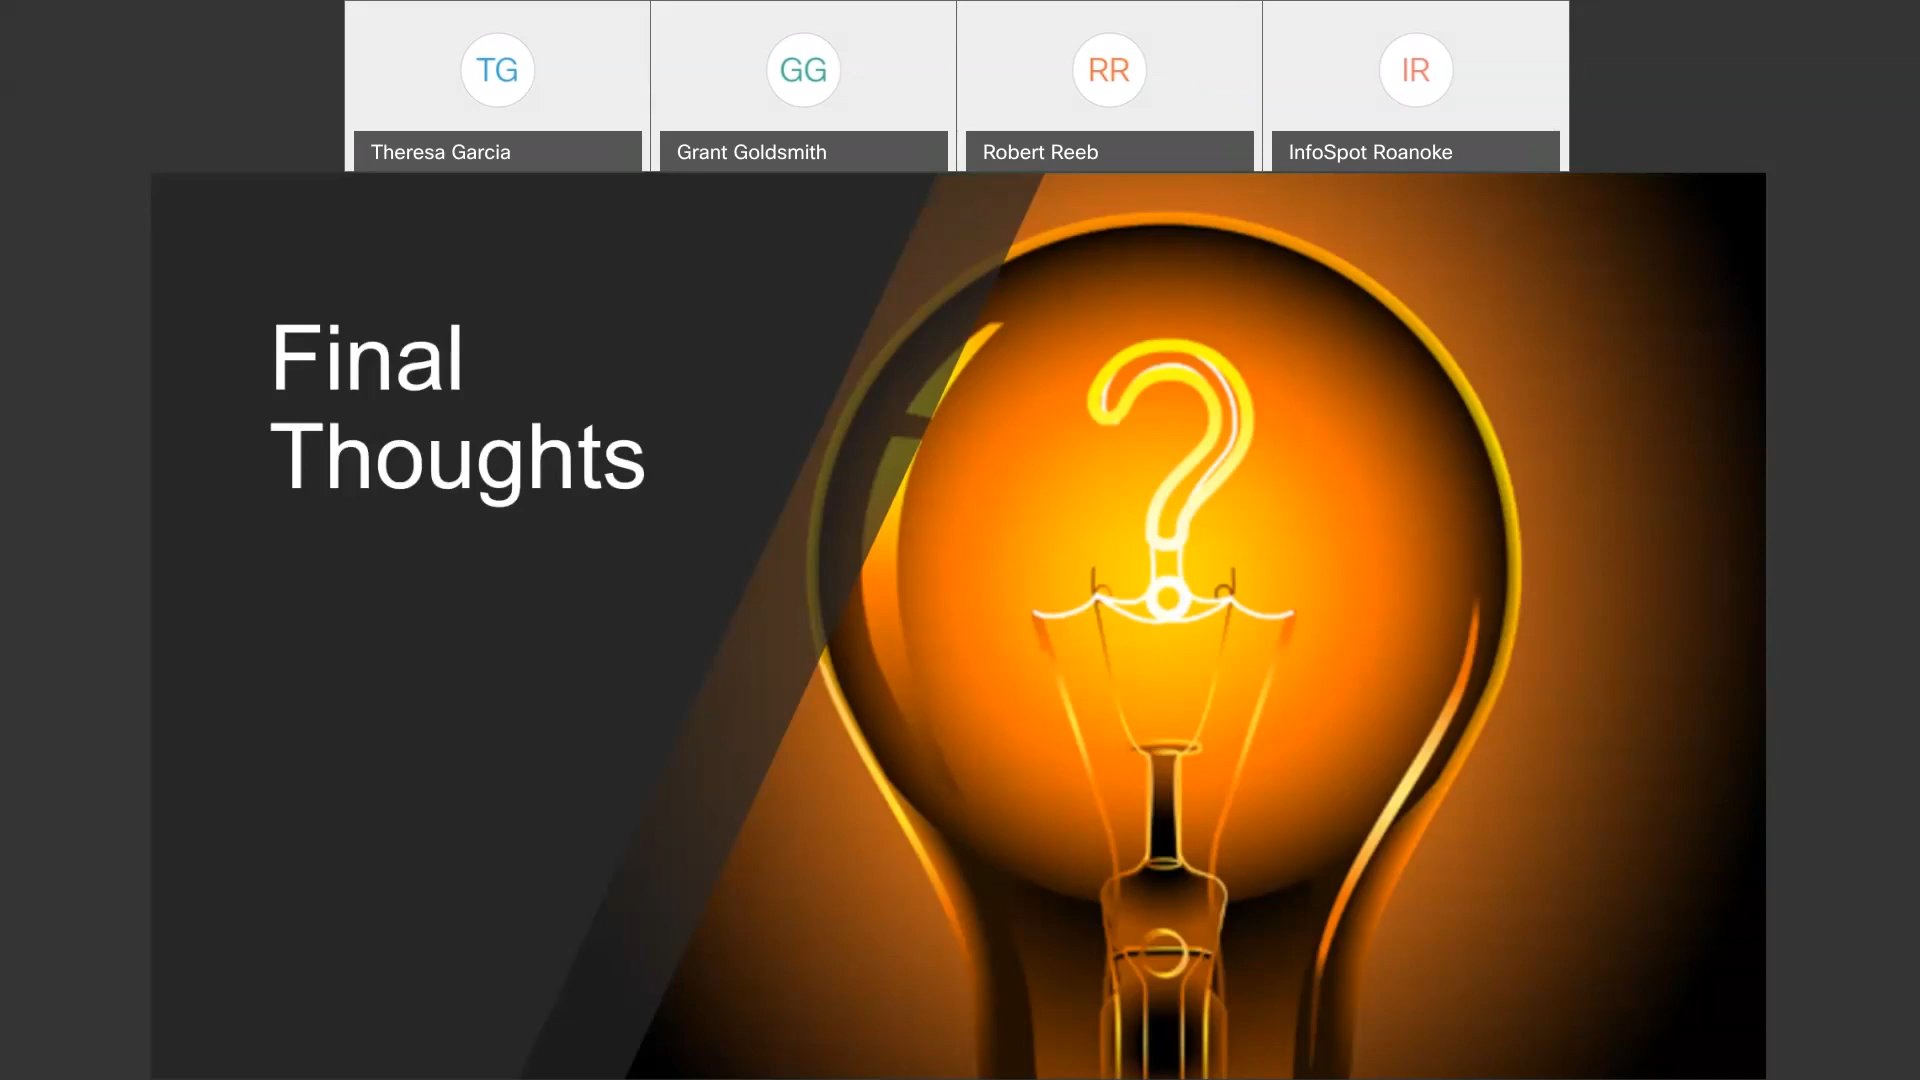 TG
GG
RR
IR
Theresa Garcia
Grant Goldsmith
Robert Reeb
InfoSpot Roanoke
Final
Thoughts
?